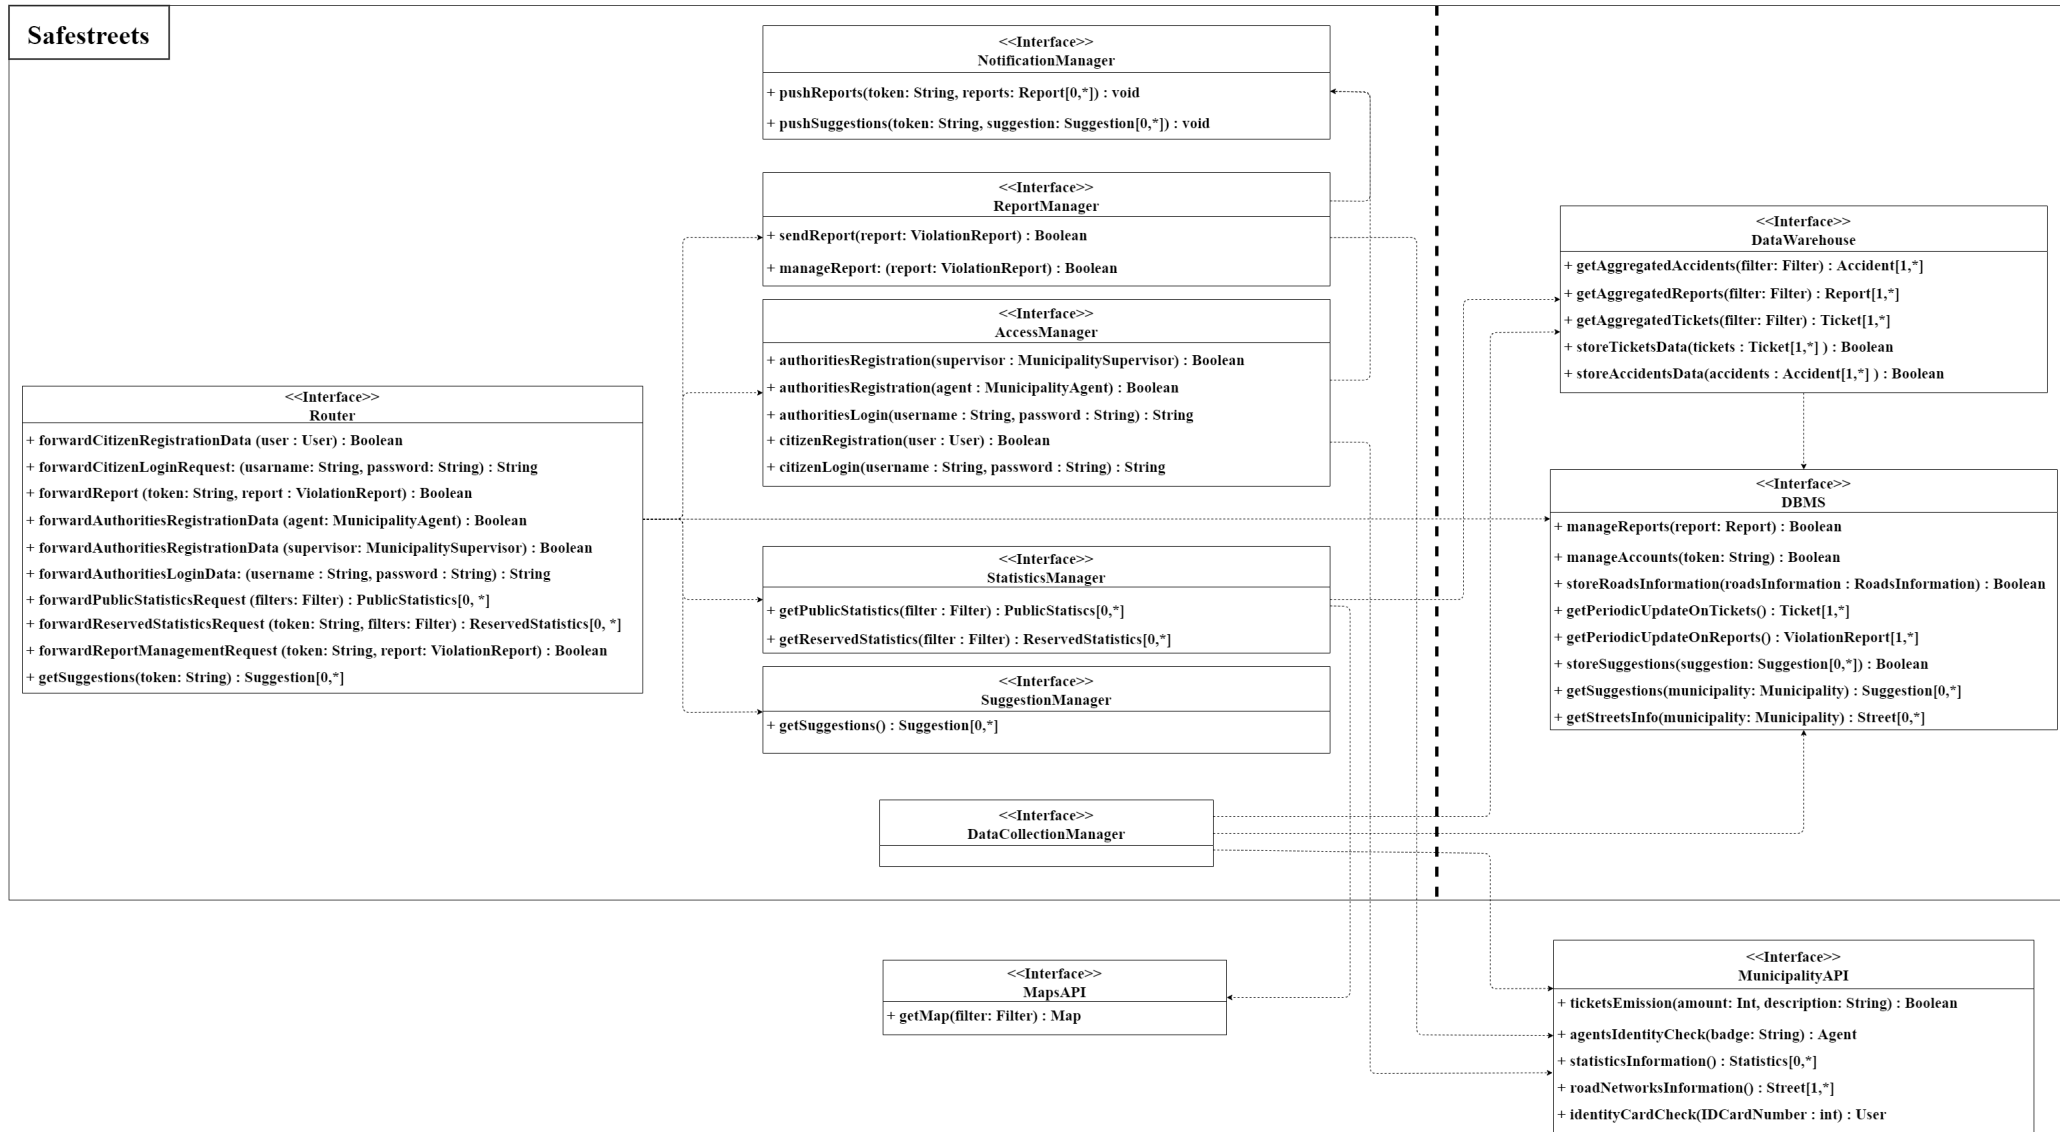 Safestreets
<<Interface>>
NotificationManager
+ pushReports(token: String, reports: Report[0,*]) : void
+ pushSuggestions(token: String, suggestion: Suggestion[0,*]) : void
<<Interface>>
ReportManager
+ sendReport(report: ViolationReport) : Boolean
+ manageReport: (report: ViolationReport) : Boolean
<<Interface>>
AccessManager
+ authoritiesRegistration(supervisor : MunicipalitySupervisor) : Boolean
+ authoritiesRegistration(agent : MunicipalityAgent) : Boolean
+ authoritiesLogin(username : String, password : String) : String
+ citizenRegistration(user : User) : Boolean
+ citizenLogin(username : String, password : String) : String
<<Interface>>
Router
+ forwardCitizenRegistrationData (user : User) : Boolean
+ forwardCitizenLoginRequest: (usarname: String, password: String) : String
+ forwardReport (token: String, report : ViolationReport) : Boolean
+ forwardAuthoritiesRegistrationData (agent: MunicipalityAgent) : Boolean
+ forwardAuthoritiesRegistrationData (supervisor: MunicipalitySupervisor) : Boolean
+ forwardAuthoritiesLoginData: (username : String, password : String) : String
+ forwardPublicStatisticsRequest (filters: Filter) : PublicStatistics[0, *]
+ forwardReservedStatisticsRequest (token: String, filters: Filter) : ReservedStatistics[0, *]
+ forwardReportManagementRequest (token: String, report: ViolationReport) : Boolean
+ getSuggestions(token: String) : Suggestion[0,*]
<<Interface>>
StatisticsManager
+ getPublicStatistics(filter : Filter) : PublicStatiscs[0,*]
+ getReservedStatistics(filter : Filter) : ReservedStatistics[0,*]
<<Interface>>
SuggestionManager
+ getSuggestions() : Suggestion[0,*]
<<Interface>>
DataCollectionManager
<<Interface>>
MapsAPI
+ getMap(filter: Filter) : Map
<<Interface>>
DataWarehouse
+ getAggregatedAccidents(filter: Filter) : Accident[1,*]
+ getAggregatedReports(filter: Filter) : Report[1,*]
+ getAggregatedTickets(filter: Filter) : Ticket[1,*]
+ storeTicketsData(tickets : Ticket[1,*] ) : Boolean
+ storeAccidentsData(accidents : Accident[1,*] ) : Boolean
<<Interface>>
DBMS
+ manageReports(report: Report) : Boolean
+ manageAccounts(token: String) : Boolean
+ storeRoadsInformation(roadsInformation : RoadsInformation) : Boolean
+ getPeriodicUpdateOnTickets() : Ticket[1,*]
+ getPeriodicUpdateOnReports() : ViolationReport[1,*]
+ storeSuggestions(suggestion: Suggestion[0,*]) : Boolean
+ getSuggestions(municipality: Municipality) : Suggestion[0,*]
+ getStreetsInfo(municipality: Municipality) : Street[0,*]
<<Interface>>
MunicipalityAPI
+ ticketsEmission(amount: Int, description: String) : Boolean
+ agentsIdentityCheck(badge: String) : Agent
+ statisticsInformation() : Statistics[0,*]
+ roadNetworksInformation() : Street[1,*]
+ identityCardCheck(IDCardNumber : int) : User